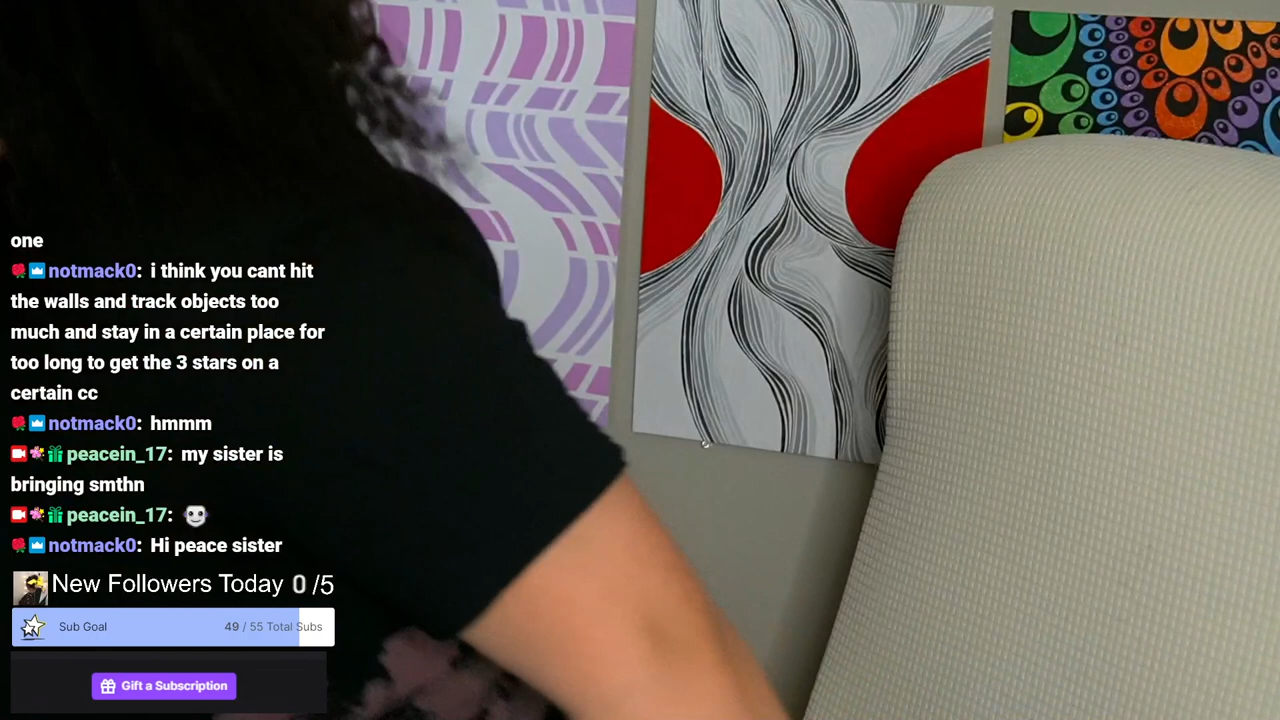 one
notmack0: i think you cant hit
the walls and track objects too
much and stay in a certain place for
too long to get the 3 stars on a
certain cc
notmack0: hmmm
peacein_17: my sister is
bringing smthn
peacein_17:
notmack0: Hi peace sister
New Followers Today 0 /5
Sub Goal 49 / 55 Total Subs
Gift a Subscription